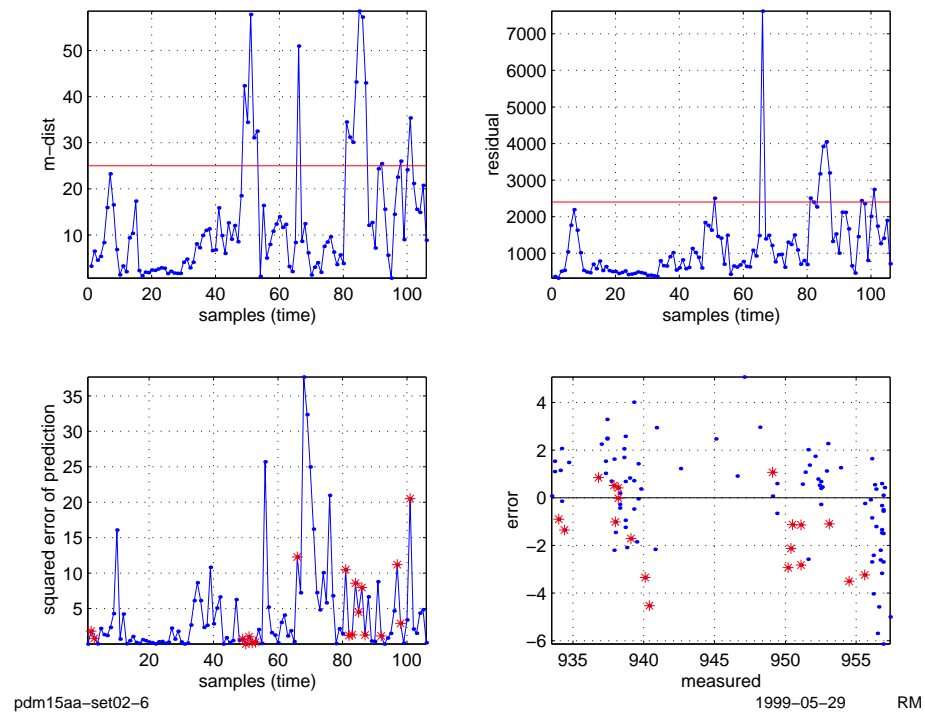 50
40
30
20
10
m−dist
0 20 40 60 80 100
samples (time)
7000
6000
5000
4000
3000
2000
1000
residual
0 20 40 60 80 100
samples (time)
35
30
25
20
15
10
5
squared error of prediction
20 40 60 80 100
samples (time)
4
2
0
−2
−4
−6
error
935 940 945 950 955
measured
pdm15aa−set02−6 1999−05−29 RM